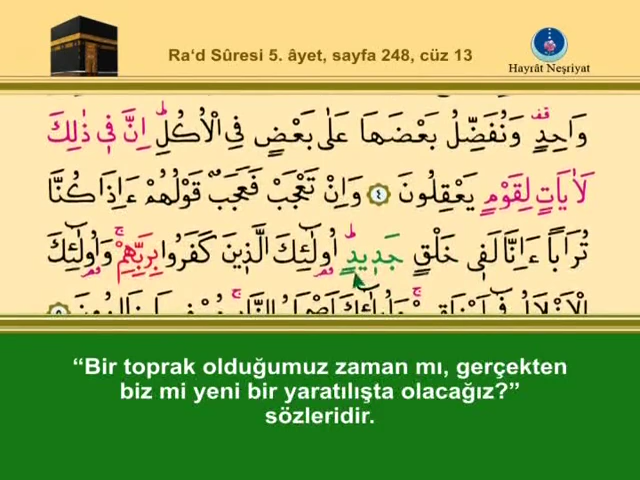 Ra‘d Sûresi 5. âyet, sayfa 248, cüz 13
Hayrât Neşriyat
وَاحِدٍ وَنُفَضِّلُ بَعْضَهَا عَلٰى بَعْضٍ فِي الْاُكُلِ اِنَّ ف۪ي ذٰلِكَ
لَاٰيَاتٍ لِقَوْمٍ يَعْقِلُونَ ﴿٤﴾ وَاِنْ تَعْجَبْ فَعَجَبٌ قَوْلُهُمْ ءَاِذَا كُنَّا
تُرَابًا ءَاِنَّا لَف۪ي خَلْقٍ جَد۪يدٍ اُولٰٓئِكَ الَّذ۪ينَ كَفَرُوا بِرَبِّهِمْ وَاُولٰٓئِكَ
“Bir toprak olduğumuz zaman mı, gerçekten
biz mi yeni bir yaratılışta olacağız?”
sözleridir.